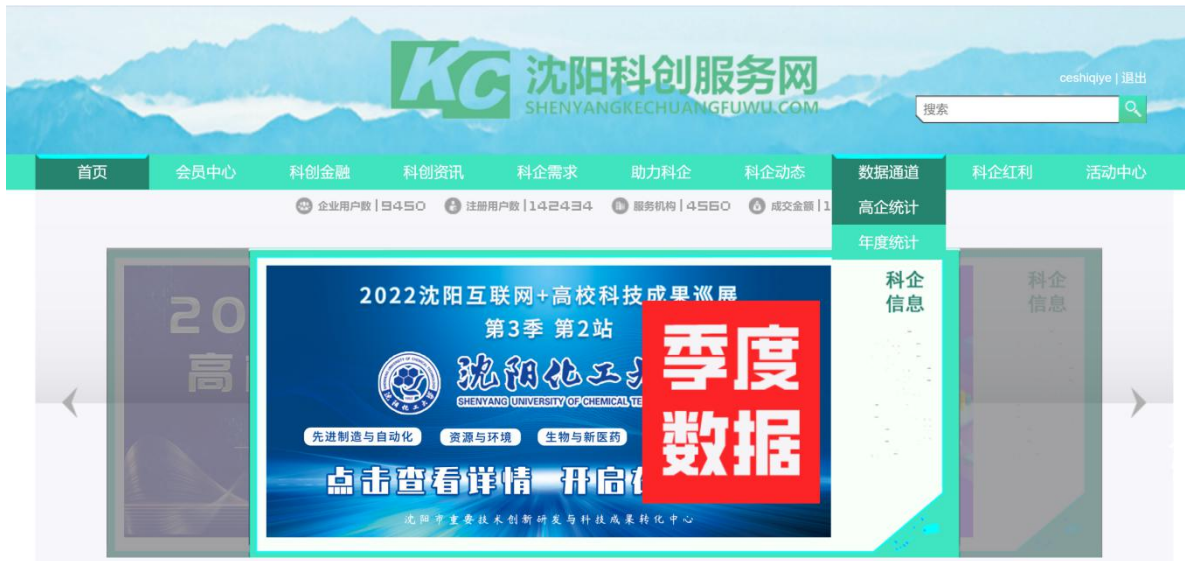 KC 沈阳科创服务网
SHENYANGKECHUANGFUWU.COM
ceshiqiye | 退出
搜索
首页 会员中心 科创金融 科创资讯 科企需求 助力科企 科企动态 数据通道 科企红利 活动中心
企业用户数 | 9450 注册用户数 | 142434 服务机构 | 4560 成交金额 | 1
高企统计
年度统计
2022沈阳互联网+高校科技成果巡展
第3季 第2站
沈阳化工大
SHENYANG UNIVERSITY OF CHEMICAL TE
先进制造与自动化 资源与环境 生物与新医药
点击查看详情 开启在
沈阳市重要技术创新研发与科技成果转化中心
季度
数据
科企
信息
20
高
科企
信息